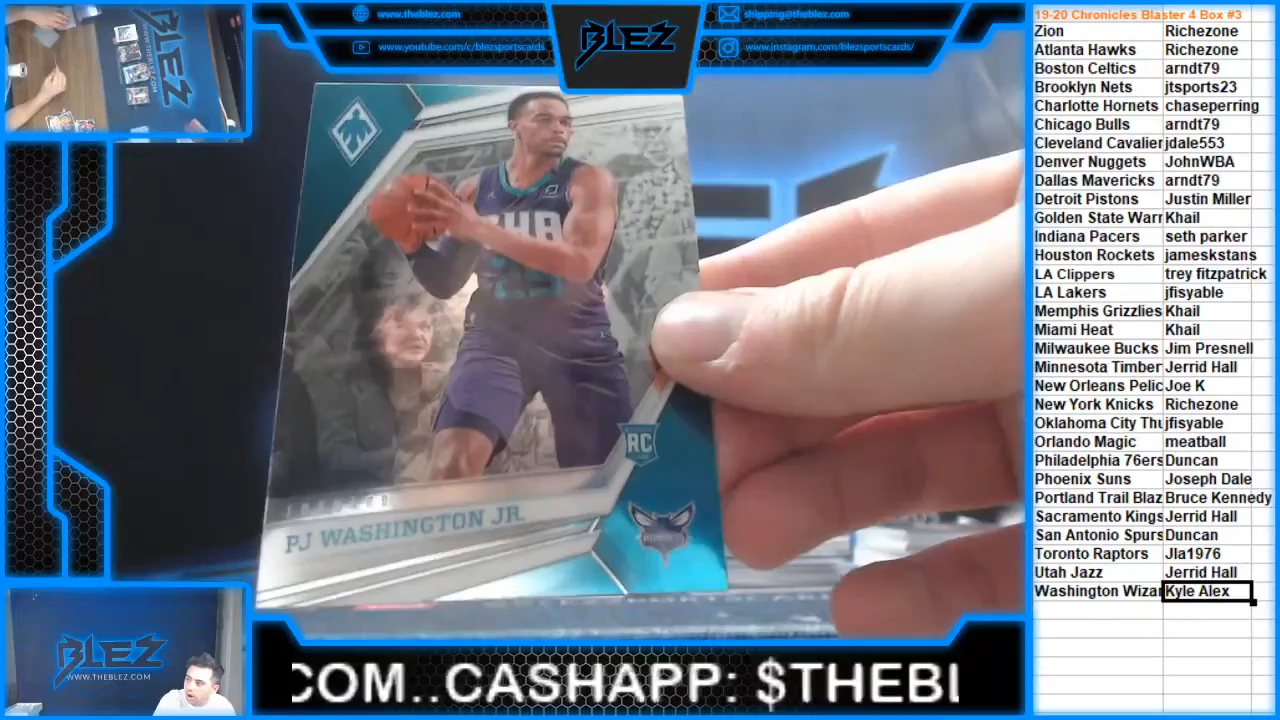 www.theblez.com
www.youtube.com/c/blezsportscards
BLEZ
shipping@theblez.com
www.instagram.com/blezsportscards/
19-20 Chronicles Blaster 4 Box #3
Zion Richezone
Atlanta Hawks Richezone
Boston Celtics arndt79
Brooklyn Nets jtsports23
Charlotte Hornets chaseperring
Chicago Bulls arndt79
Cleveland Cavalier jdale553
Denver Nuggets JohnWBA
Dallas Mavericks arndt79
Detroit Pistons Justin Miller
Golden State Warr Khail
Indiana Pacers seth parker
Houston Rockets jameskstans
LA Clippers trey fitzpatrick
LA Lakers jfisyable
Memphis Grizzlies Khail
Miami Heat Khail
Milwaukee Bucks Jim Presnell
Minnesota Timber Jerrid Hall
New Orleans Pelic Joe K
New York Knicks Richezone
Oklahoma City Thu jfisyable
Orlando Magic meatball
Philadelphia 76ers Duncan
Phoenix Suns Joseph Dale
Portland Trail Blaz Bruce Kennedy
Sacramento Kings Jerrid Hall
San Antonio Spurs Duncan
Toronto Raptors Jla1976
Utah Jazz Jerrid Hall
Washington Wizar Kyle Alex
BLEZ
WWW.THEBLEZ.COM
CHA
25
RC
PJ WASHINGTON JR.
HORNETS
BLEZ
WWW.THEBLEZ.COM
COM..CASHAPP: $THEBL